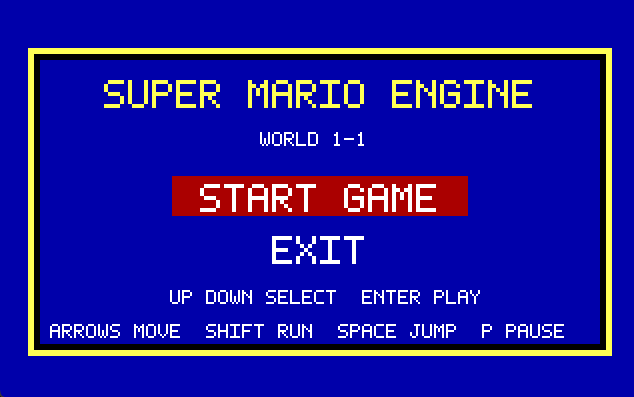 SUPER MARIO ENGINE
WORLD 1-1
START GAME
EXIT
UP DOWN SELECT  ENTER PLAY
ARROWS MOVE  SHIFT RUN  SPACE JUMP  P PAUSE